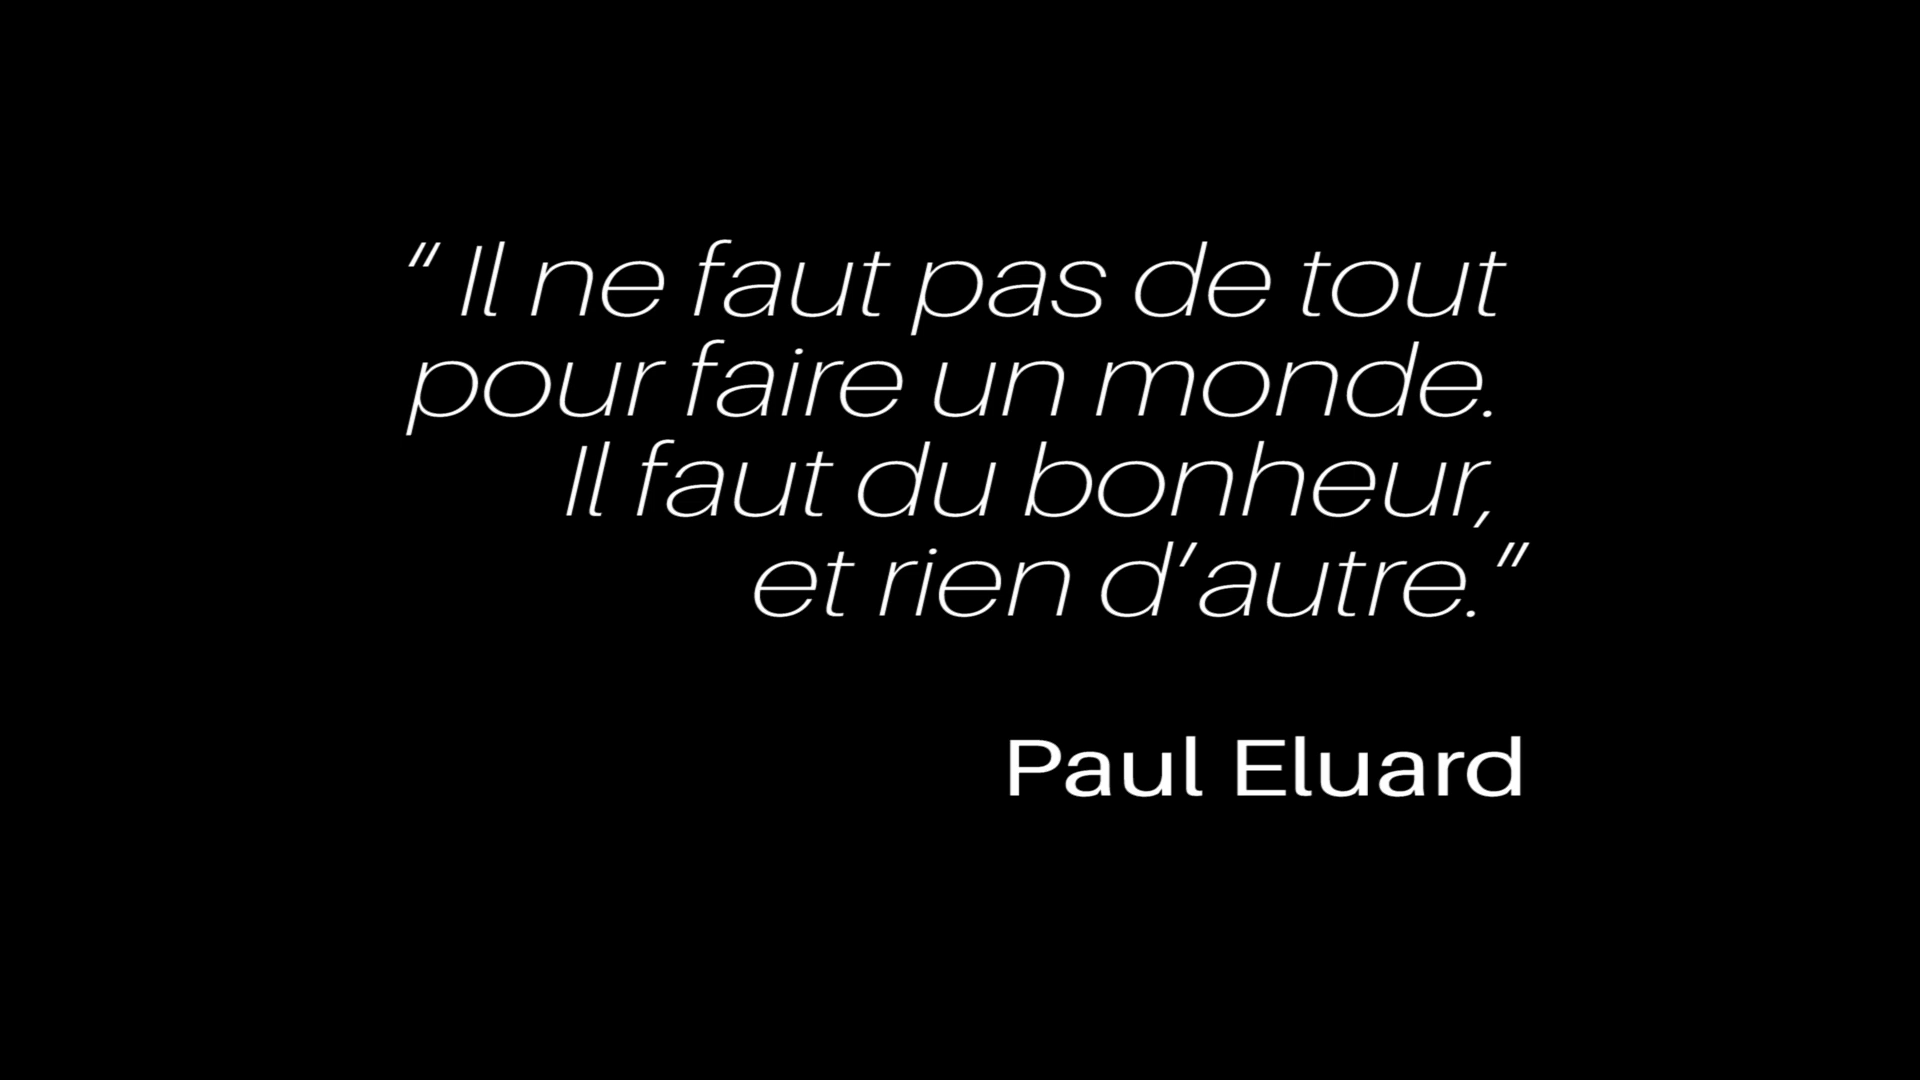 “ Il ne faut pas de tout
pour faire un monde.
Il faut du bonheur,
et rien d’autre.”
Paul Eluard